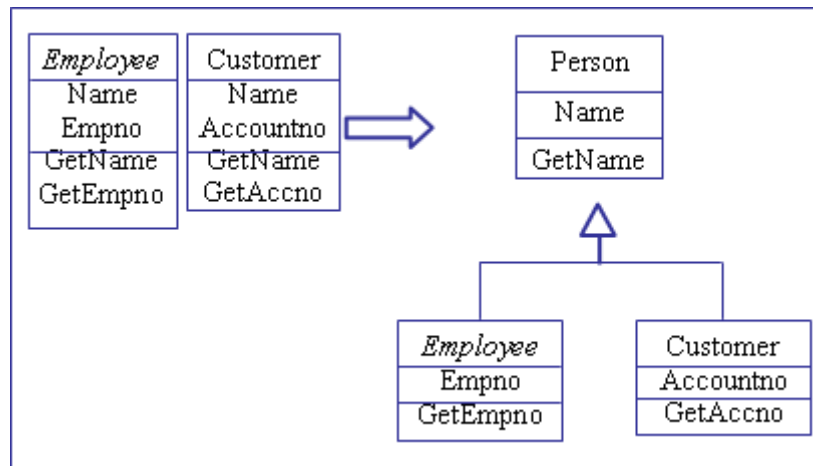 Employee
Name
Empno
GetName
GetEmpno
Customer
Name
Accountno
GetName
GetAccno
Person
Name
GetName
Employee
Empno
GetEmpno
Customer
Accountno
GetAccno